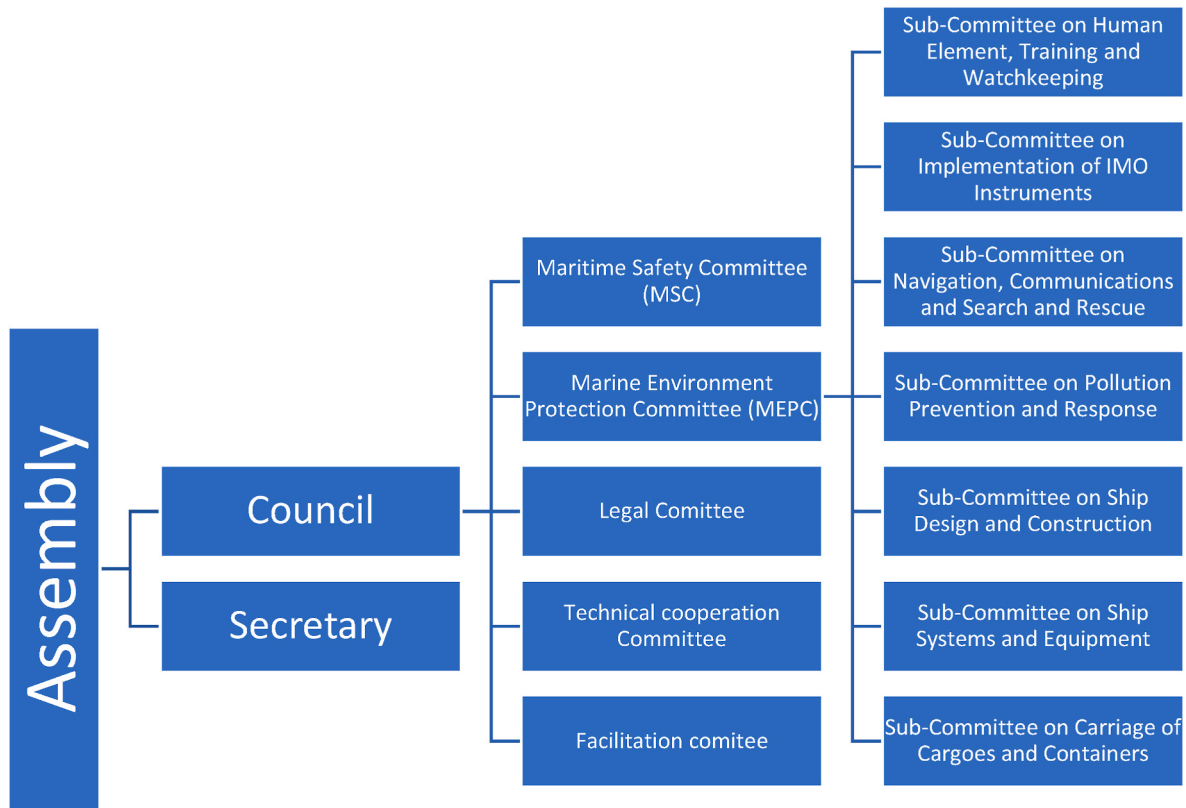 Assembly
Council
Secretary
Maritime Safety Committee
(MSC)
Marine Environment
Protection Committee (MEPC)
Legal Comittee
Technical cooperation
Committee
Facilitation comitee
Sub-Committee on Human
Element, Training and
Watchkeeping
Sub-Committee on
Implementation of IMO
Instruments
Sub-Committee on
Navigation, Communications
and Search and Rescue
Sub-Committee on Pollution
Prevention and Response
Sub-Committee on Ship
Design and Construction
Sub-Committee on Ship
Systems and Equipment
Sub-Committee on Carriage of
Cargoes and Containers